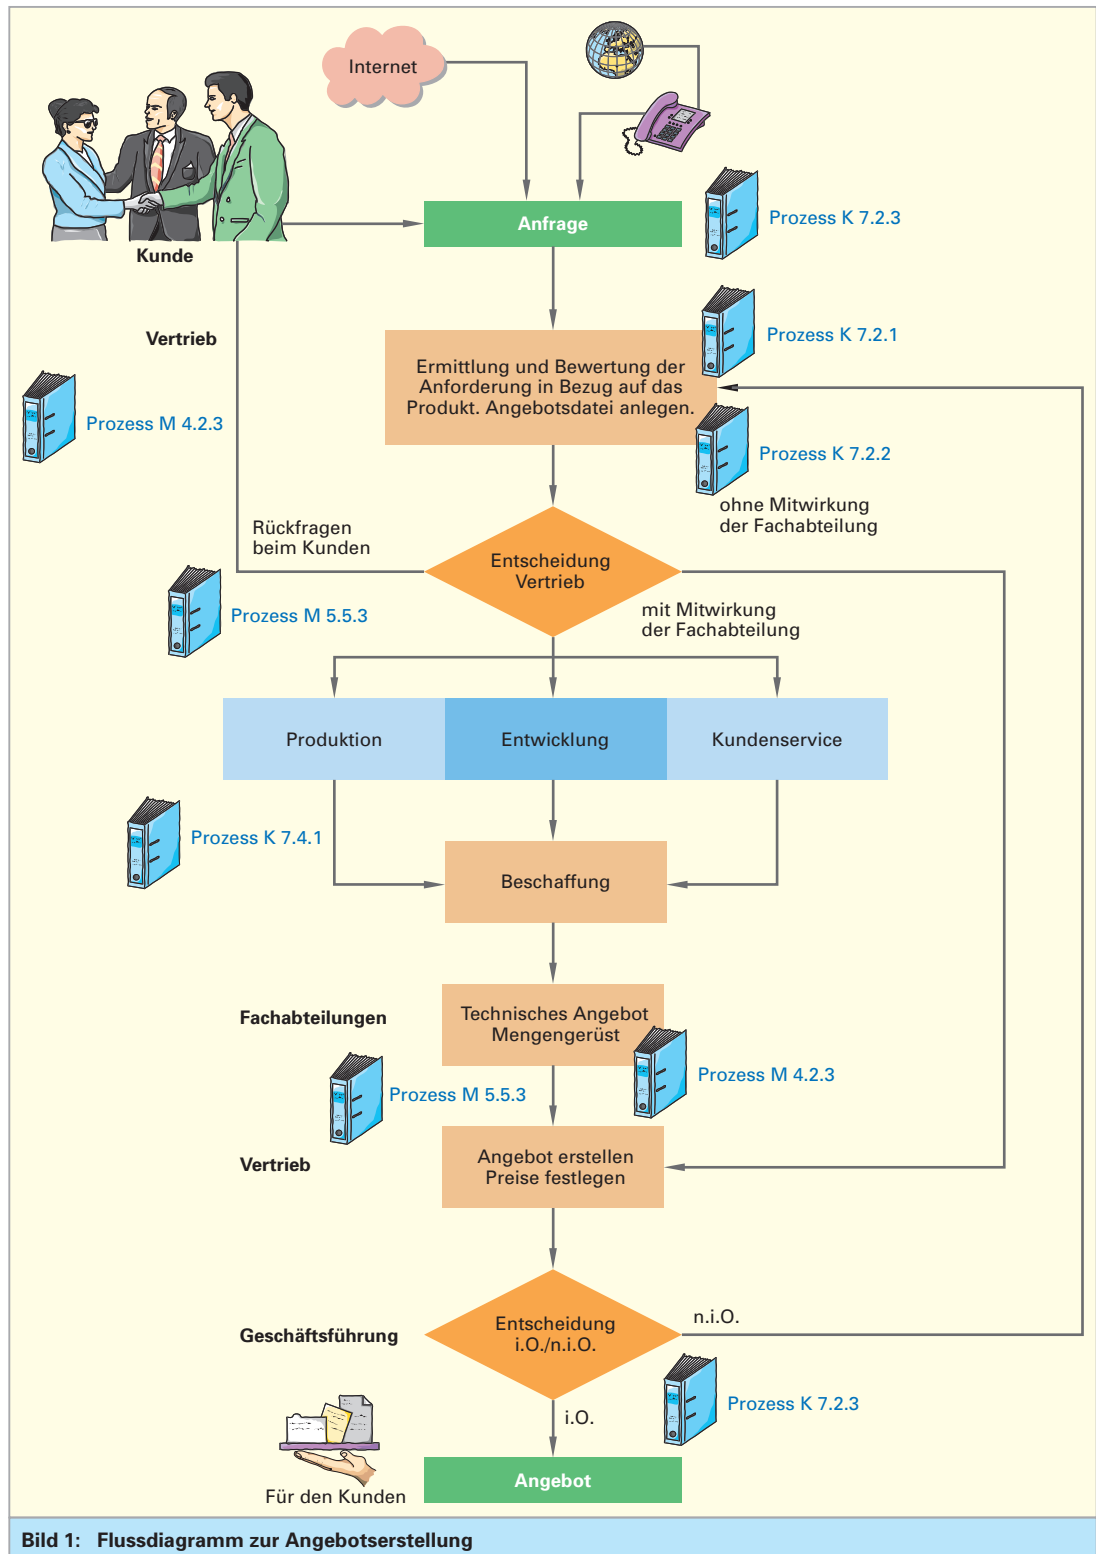 Internet
Kunde
Anfrage
Prozess K 7.2.3
Vertrieb
Prozess K 7.2.1
Ermittlung und Bewertung der
Anforderung in Bezug auf das
Produkt. Angebotsdatei anlegen.
Prozess M 4.2.3
Prozess K 7.2.2
ohne Mitwirkung
der Fachabteilung
Rückfragen
beim Kunden
Entscheidung
Vertrieb
Prozess M 5.5.3
mit Mitwirkung
der Fachabteilung
Produktion
Entwicklung
Kundenservice
Prozess K 7.4.1
Beschaffung
Fachabteilungen
Technisches Angebot
Mengengerüst
Prozess M 5.5.3
Prozess M 4.2.3
Vertrieb
Angebot erstellen
Preise festlegen
Geschäftsführung
Entscheidung
i.O./n.i.O.
n.i.O.
Prozess K 7.2.3
i.O.
Für den Kunden
Angebot
Bild 1: Flussdiagramm zur Angebotserstellung